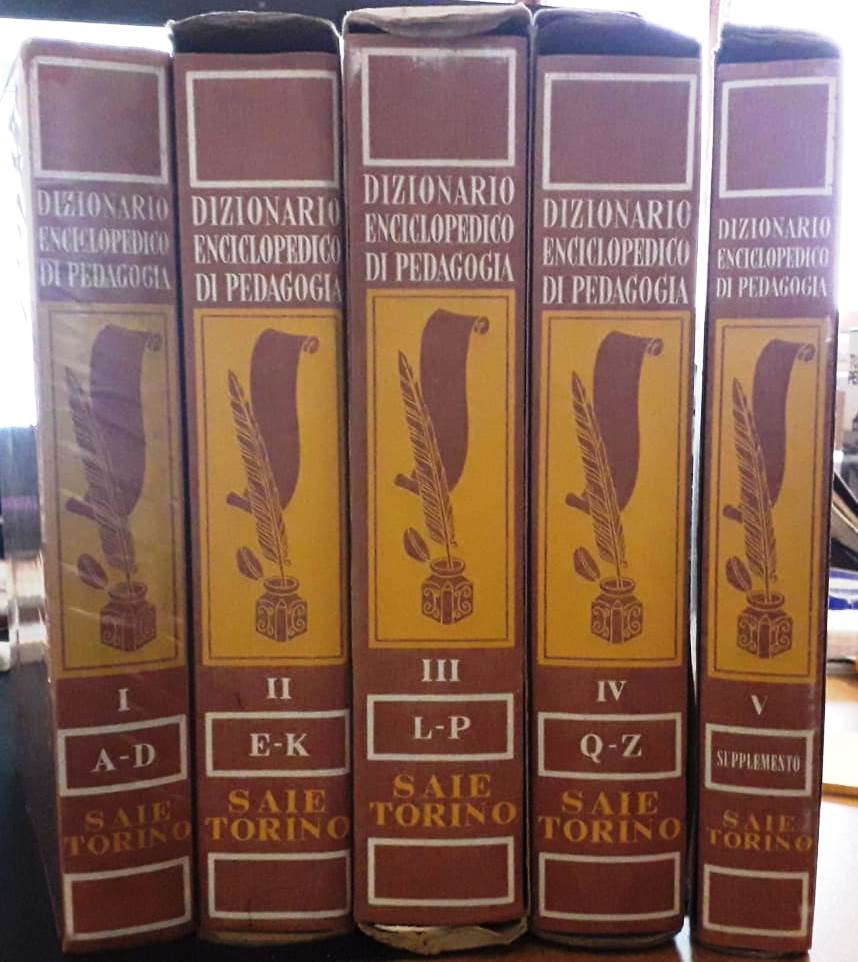 DIZIONARIO
ENCICLOPEDICO
DI PEDAGOGIA
I
A-D
SAIE
TORINO
DIZIONARIO
ENCICLOPEDICO
DI PEDAGOGIA
II
E-K
SAIE
TORINO
DIZIONARIO
ENCICLOPEDICO
DI PEDAGOGIA
III
L-P
SAIE
TORINO
DIZIONARIO
ENCICLOPEDICO
DI PEDAGOGIA
IV
Q-Z
SAIE
TORINO
DIZIONARIO
ENCICLOPEDICO
DI PEDAGOGIA
V
SUPPLEMENTO
SAIE
TORINO